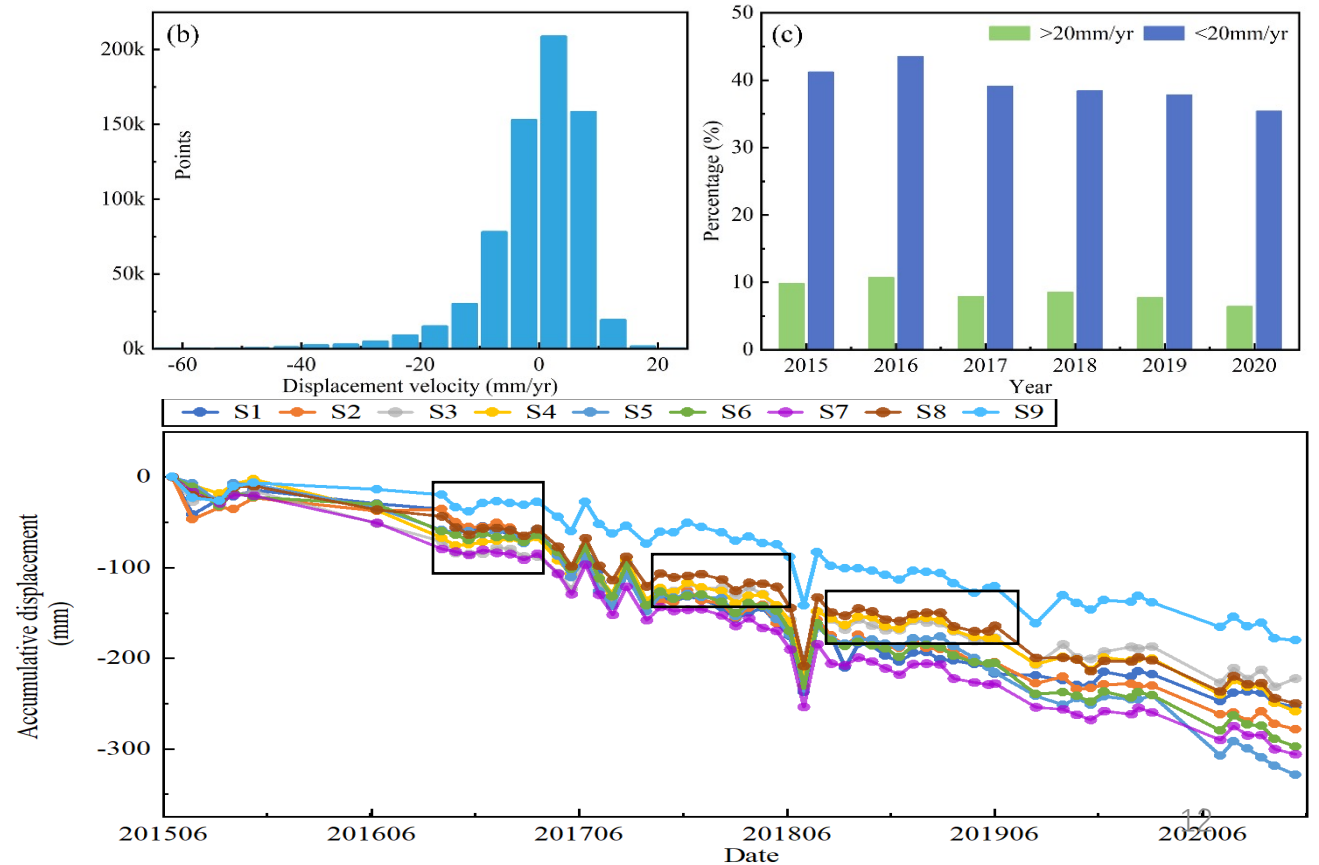 (b)
200k
150k
100k
50k
0k
Points
-60 -40 -20 0 20
Displacement velocity (mm/yr)
(c)
>20mm/yr <20mm/yr
50
40
30
20
10
0
Percentage (%)
2015 2016 2017 2018 2019 2020
Year
S1 S2 S3 S4 S5 S6 S7 S8 S9
0
-100
-200
-300
Accumulative displacement
(mm)
12
201506 201606 201706 201806 201906 202006
Date